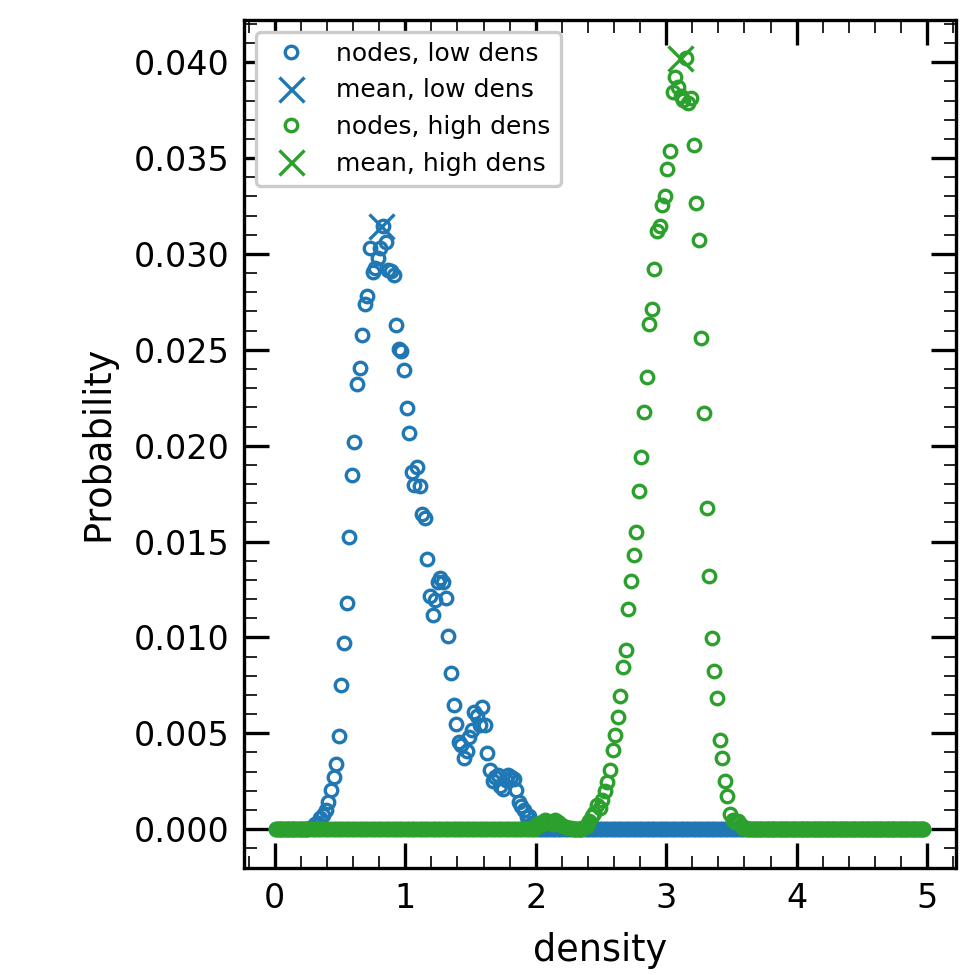 nodes, low dens
mean, low dens
nodes, high dens
mean, high dens
0.040
0.035
0.030
0.025
0.020
0.015
0.010
0.005
0.000
Probability
0 1 2 3 4 5
density